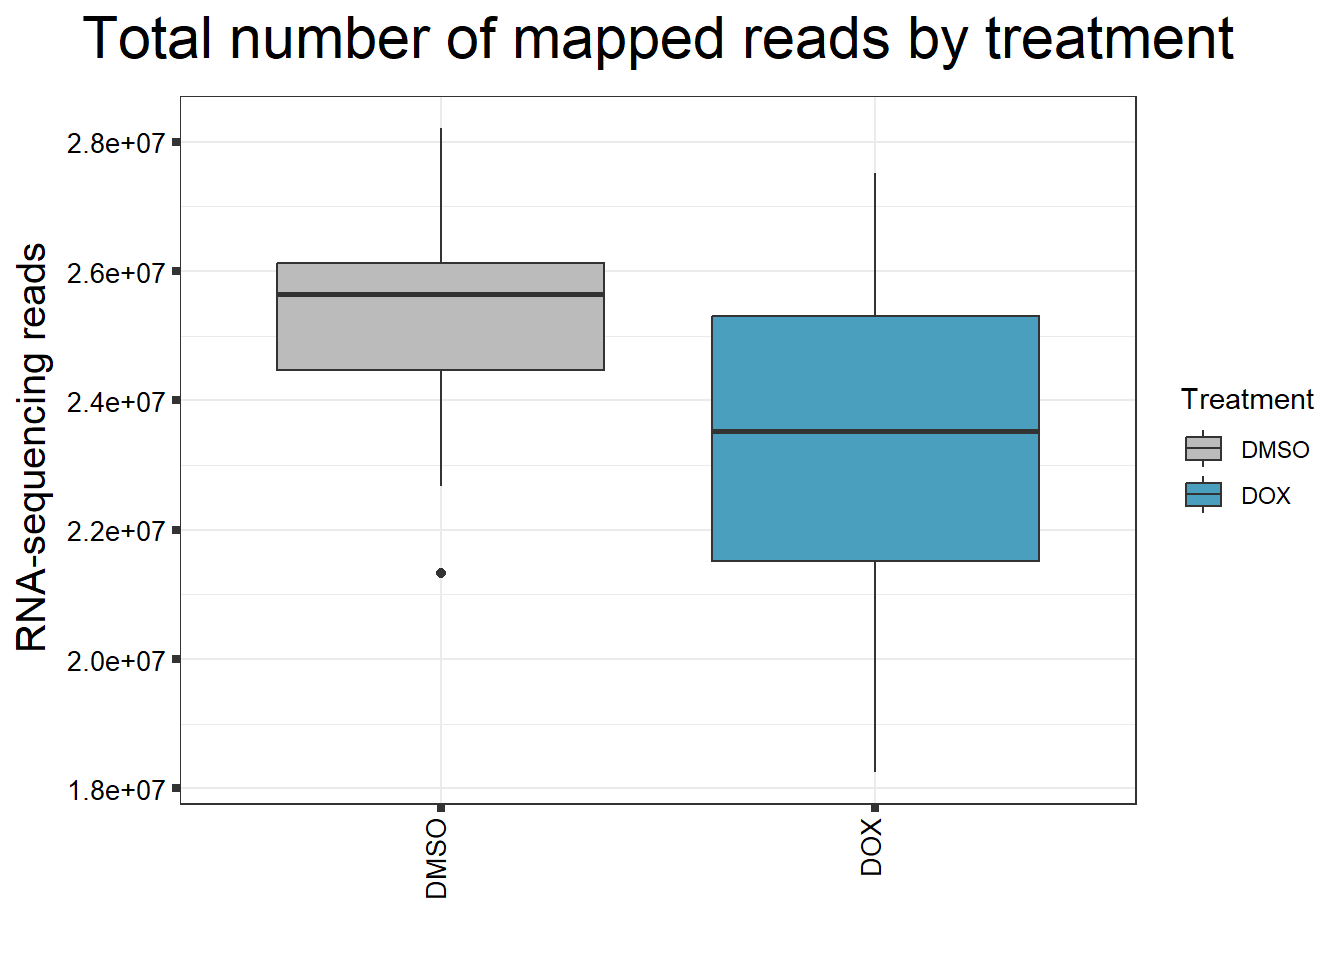 Total number of mapped reads by treatment
RNA-sequencing reads
2.8e+07
2.6e+07
2.4e+07
2.2e+07
2.0e+07
1.8e+07
DMSO
DOX
Treatment
DMSO
DOX